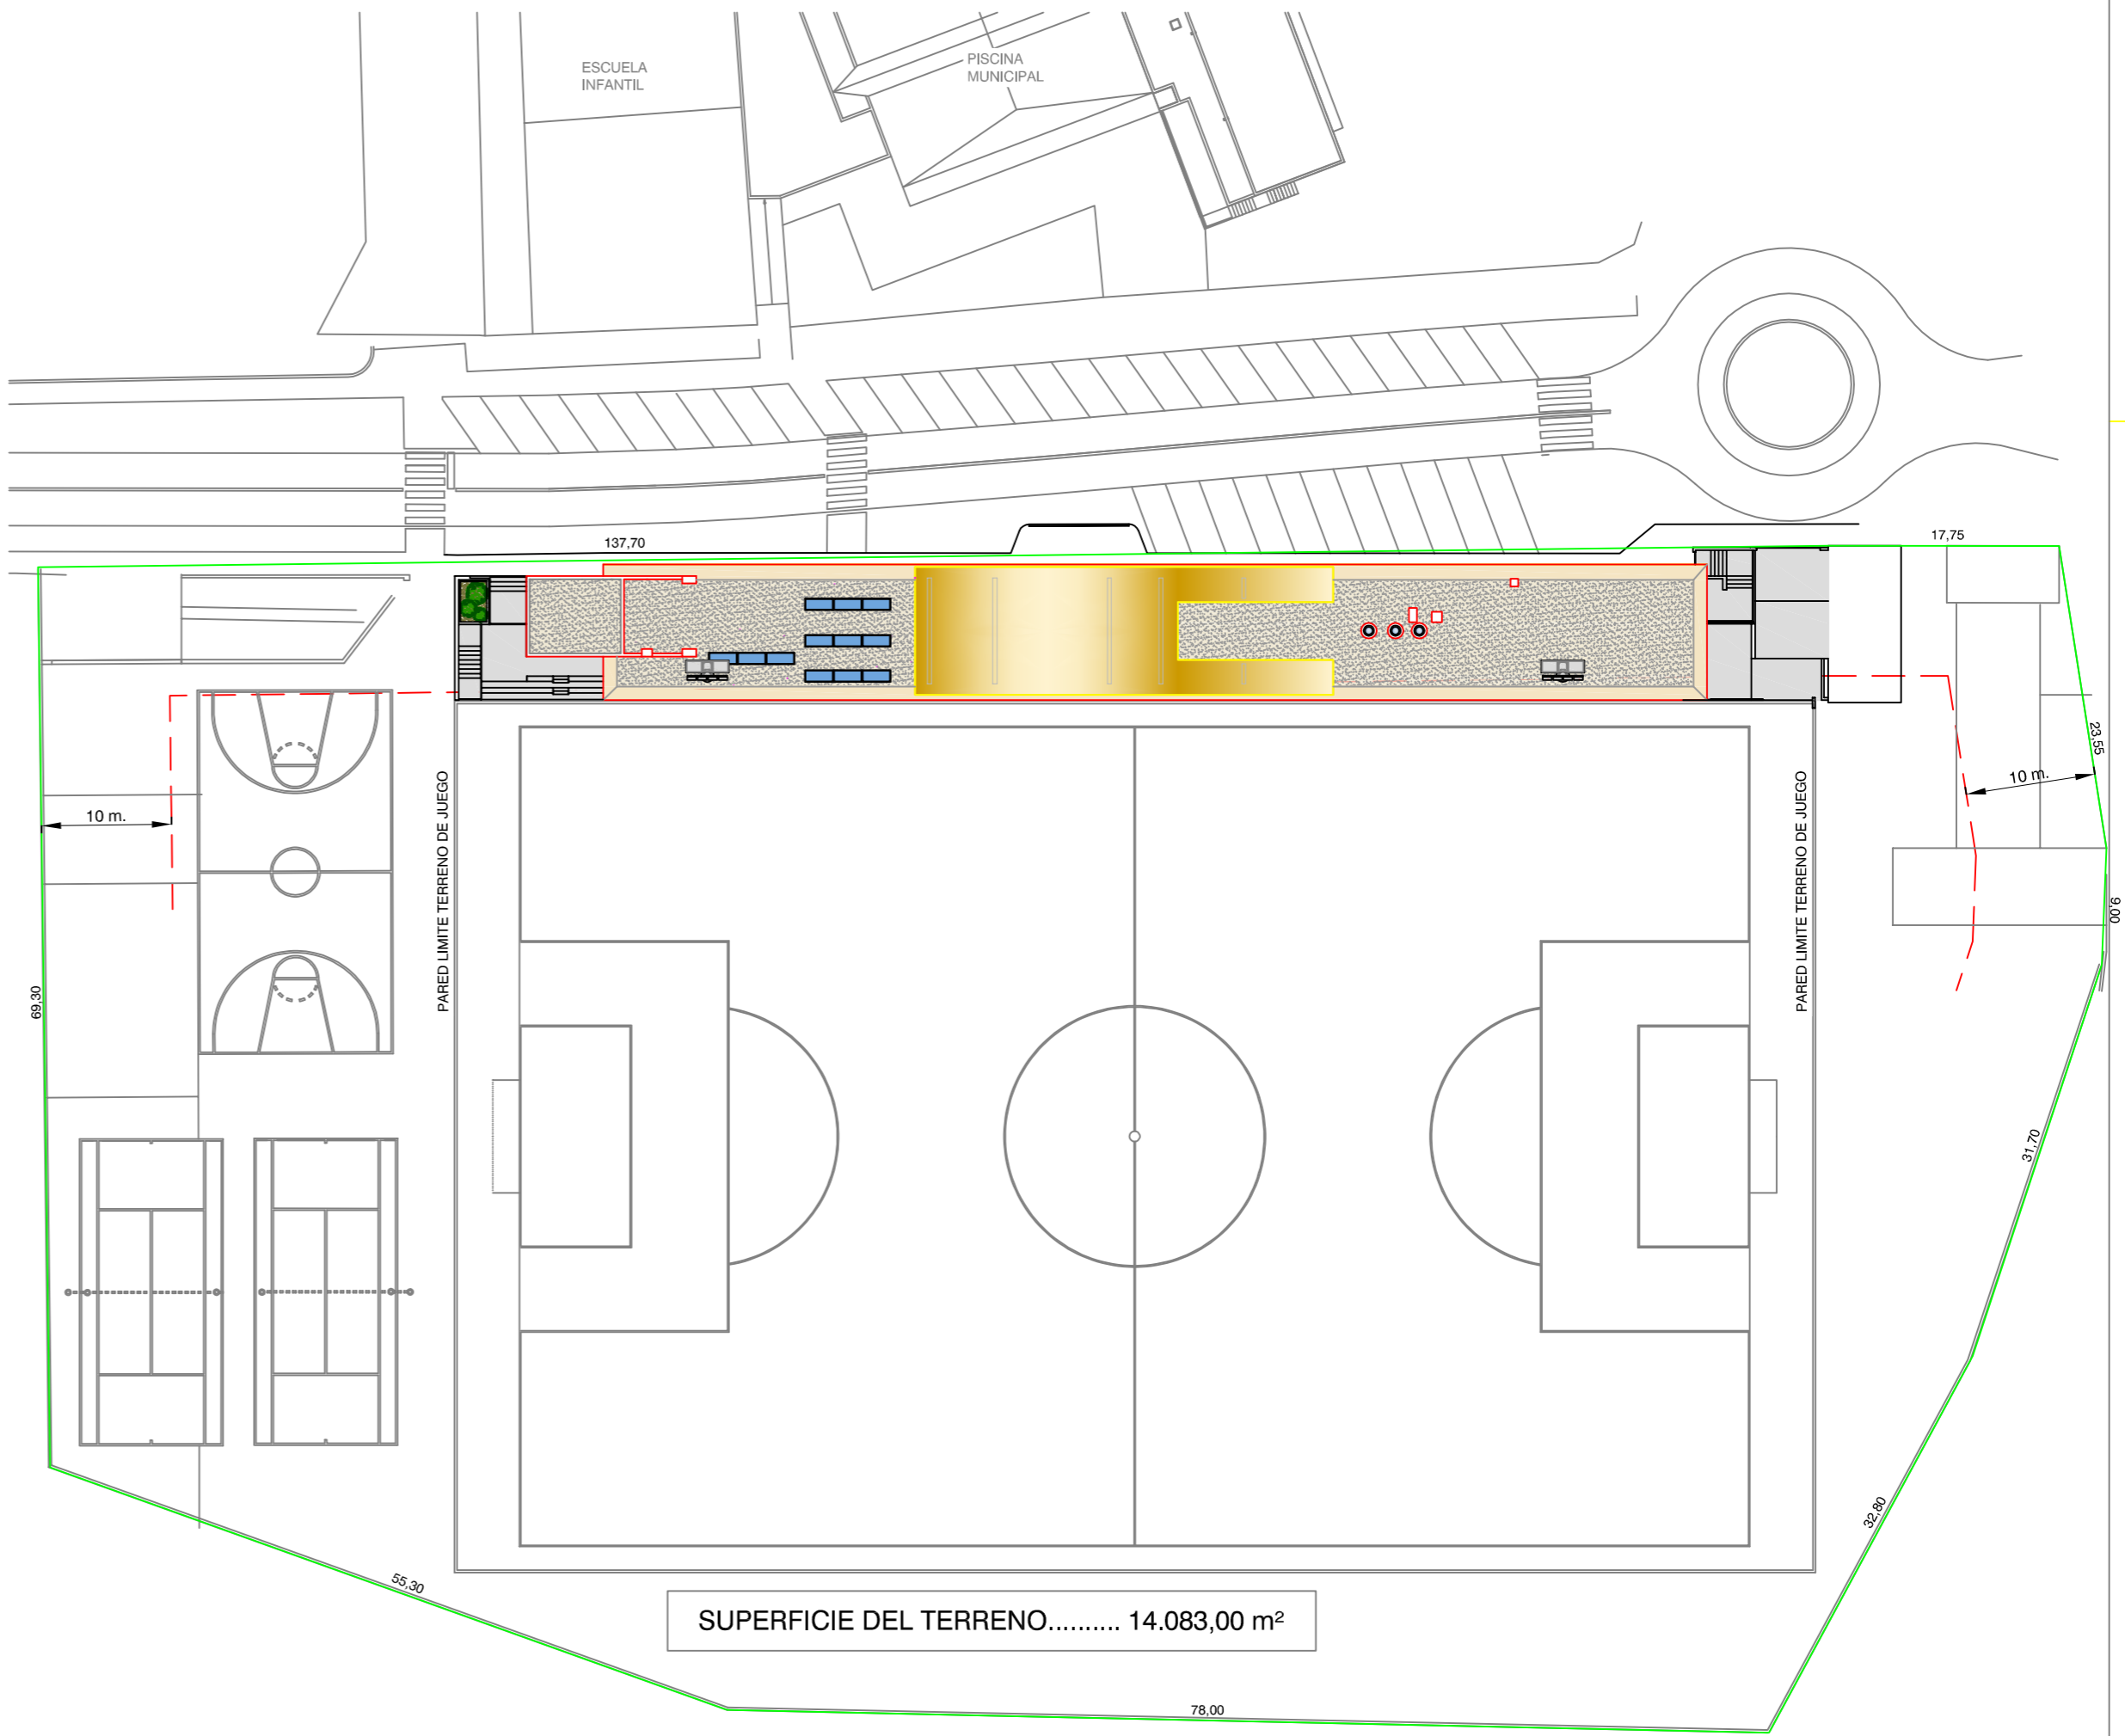 ESCUELA
INFANTIL
PISCINA
MUNICIPAL
137,70
17,75
23,55
10 m.
10 m.
PARED LIMITE TERRENO DE JUEGO
PARED LIMITE TERRENO DE JUEGO
9,00
69,30
31,70
32,80
55,30
SUPERFICIE DEL TERRENO.......... 14.083,00 m²
78,00